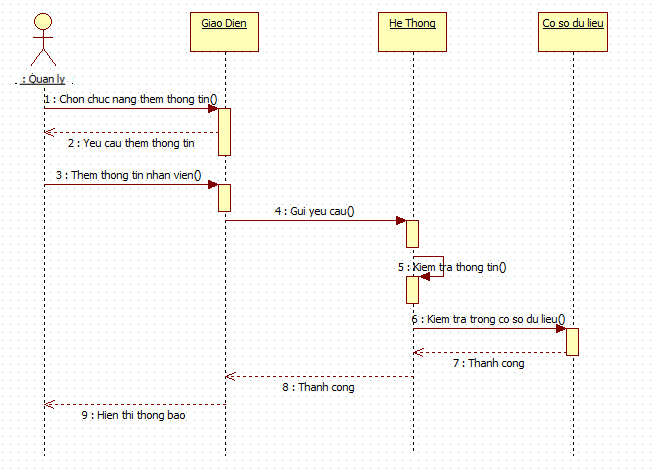 Giao Dien
He Thong
Co so du lieu
: Quan ly
1 : Chon chuc nang them thong tin()
2 : Yeu cau them thong tin
3 : Them thong tin nhan vien()
4 : Gui yeu cau()
5 : Kiem tra thong tin()
6 : Kiem tra trong co so du lieu()
7 : Thanh cong
8 : Thanh cong
9 : Hien thi thong bao